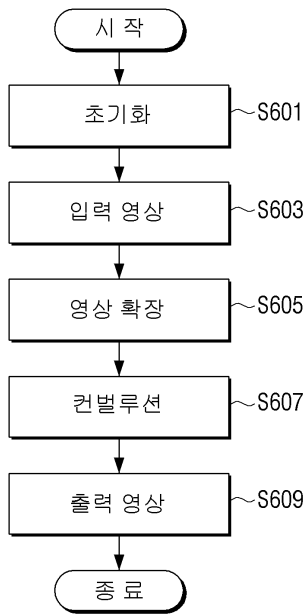 시 작
초기화 S601
입력 영상 S603
영상 확장 S605
컨벌루션 S607
출력 영상 S609
종 료